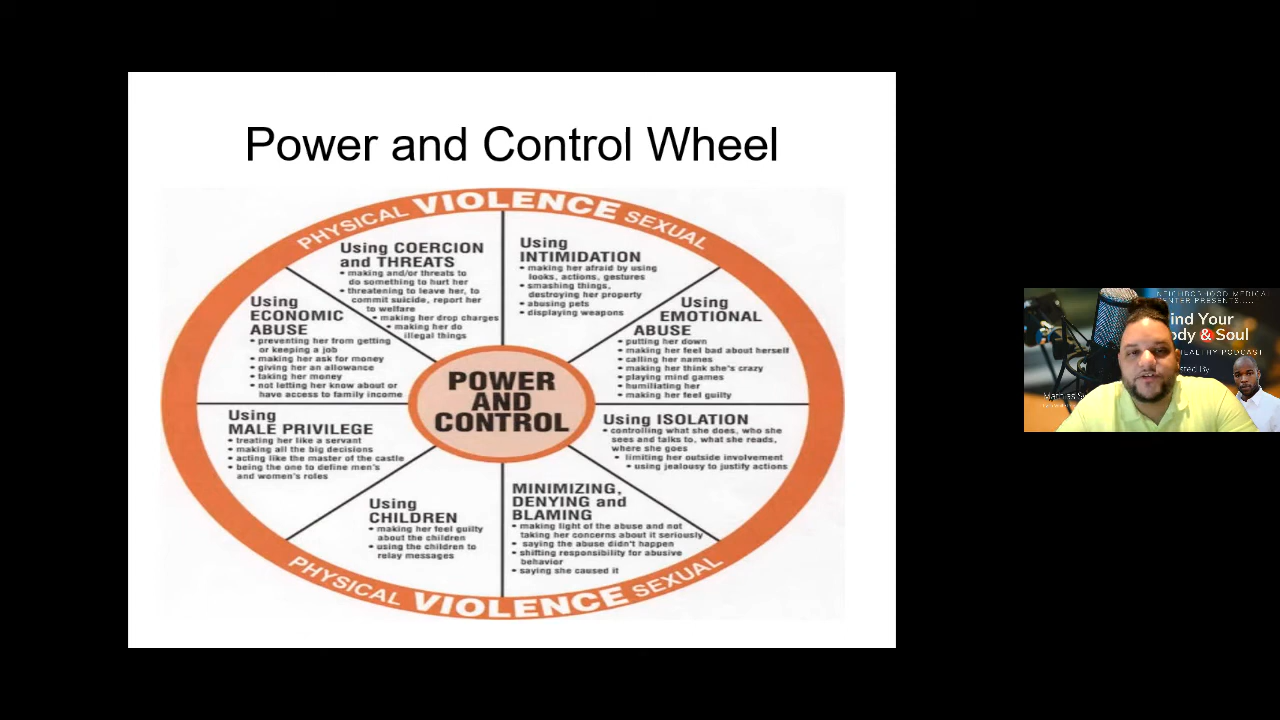 Power and Control Wheel
PHYSICAL VIOLENCE SEXUAL
Using COERCION
and THREATS
• making and/or threats to
do something to hurt her
• threatening to leave her, to
commit suicide, report her
to welfare
• making her drop charges
• making her do
illegal things
Using
INTIMIDATION
• making her afraid by using
looks, actions, gestures
• smashing things,
destroying her property
• abusing pets
• displaying weapons
Using
EMOTIONAL
ABUSE
• putting her down
• making her feel bad about herself
• calling her names
• making her think she's crazy
• playing mind games
• humiliating her
• making her feel guilty
Using ISOLATION
• controlling what she does, who she
sees and talks to, what she reads,
where she goes
• limiting her outside involvement
• using jealousy to justify actions
MINIMIZING,
DENYING and
BLAMING
• making light of the abuse and not
taking her concerns about it seriously
• saying the abuse didn't happen
• shifting responsibility for abusive
behavior
• saying she caused it
Using
CHILDREN
• making her feel guilty
about the children
• using the children to
relay messages
Using
MALE PRIVILEGE
• treating her like a servant
• making all the big decisions
• acting like the master of the castle
• being the one to define men's
and women's roles
Using
ECONOMIC
ABUSE
• preventing her from getting
or keeping a job
• making her ask for money
• giving her an allowance
• taking her money
• not letting her know about or
have access to family income
POWER
AND
CONTROL
PHYSICAL VIOLENCE SEXUAL
NEIGHBORHOOD MEDICA
CENTER PRESENTS
ind Your
ody & Soul
HEALTHY PODCAST
sted By
Mathias